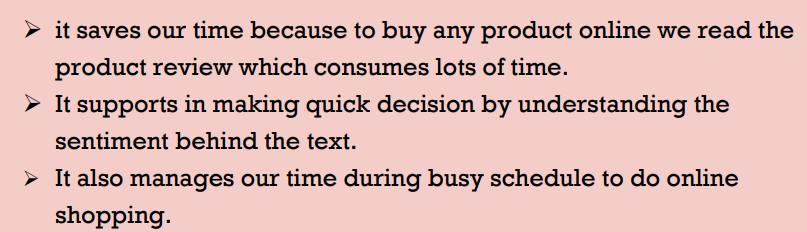 ➢ it saves our time because to buy any product online we read the
product review which consumes lots of time.
➢ It supports in making quick decision by understanding the
sentiment behind the text.
➢ It also manages our time during busy schedule to do online
shopping.